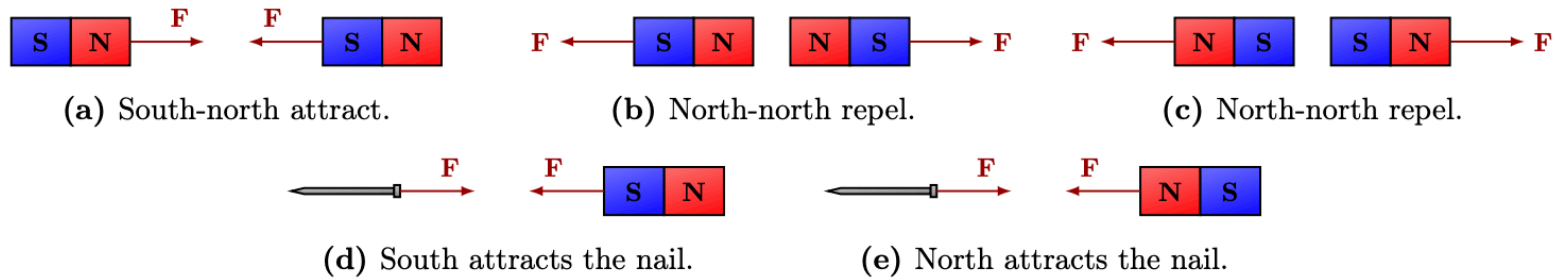 S N F F S N
F S N N S F
F N S S N F
(a) South-north attract.
(b) North-north repel.
(c) North-north repel.
F F S N
F F N S
(d) South attracts the nail.
(e) North attracts the nail.